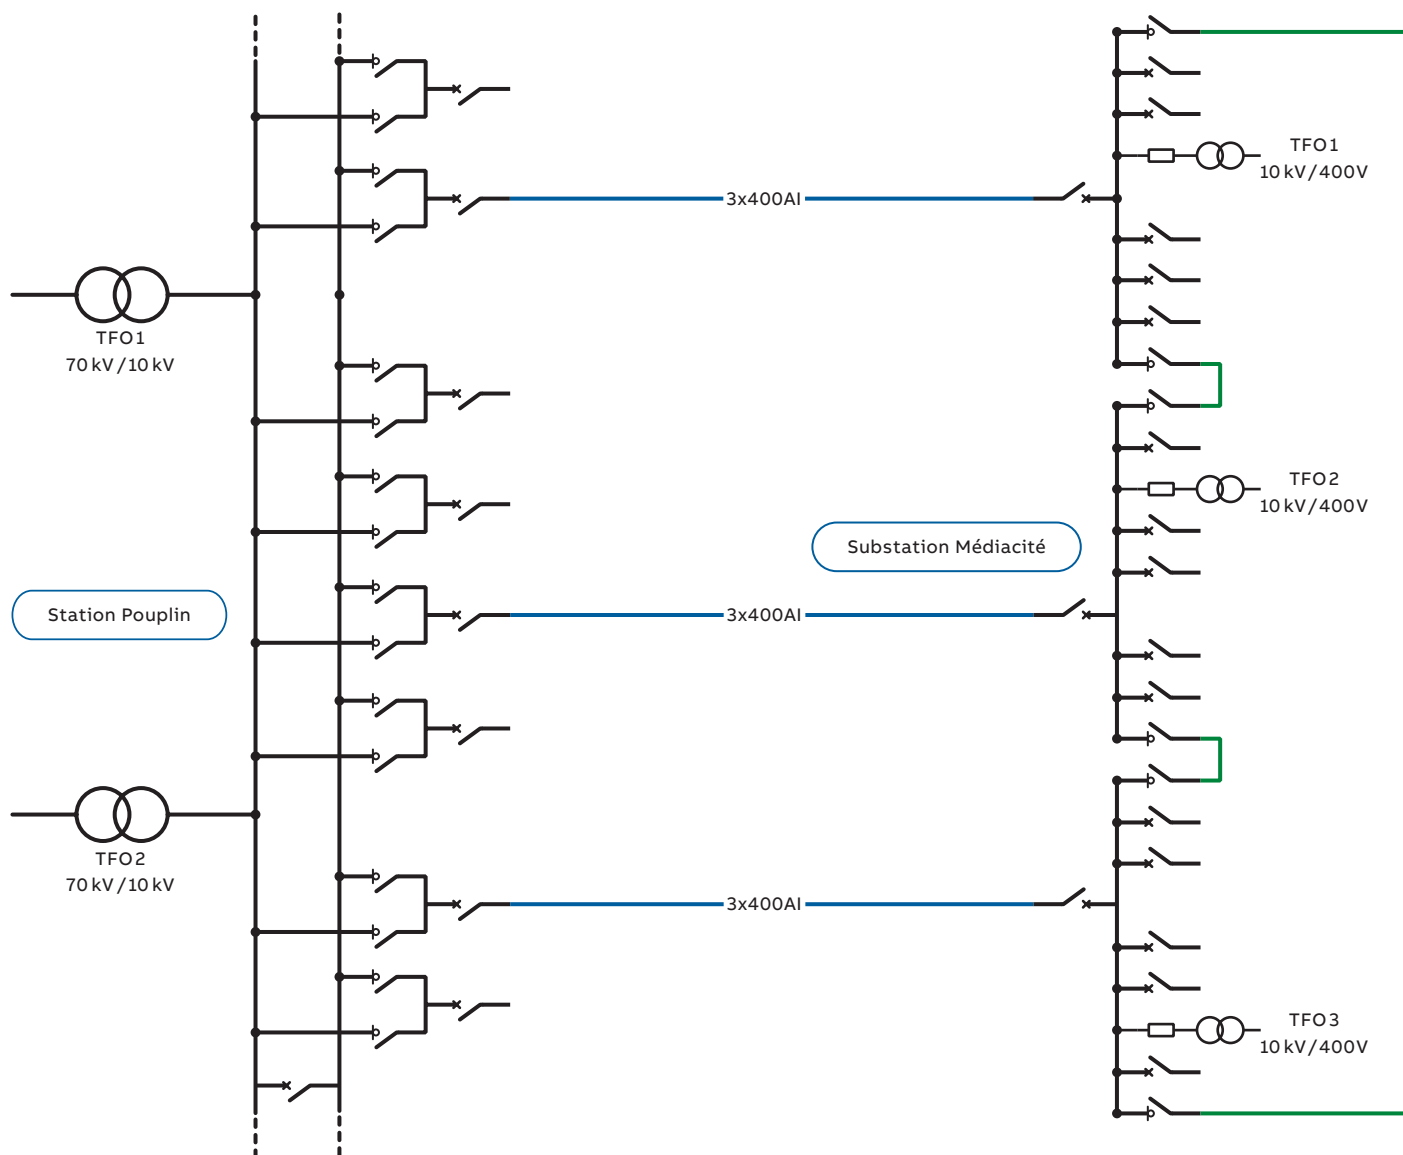 TFO1
10 kV/400V
3x400Al
TFO1
70 kV/10 kV
TFO2
10 kV/400V
Substation Médiacité
Station Pouplin
3x400Al
TFO2
70 kV/10 kV
3x400Al
TFO3
10 kV/400V